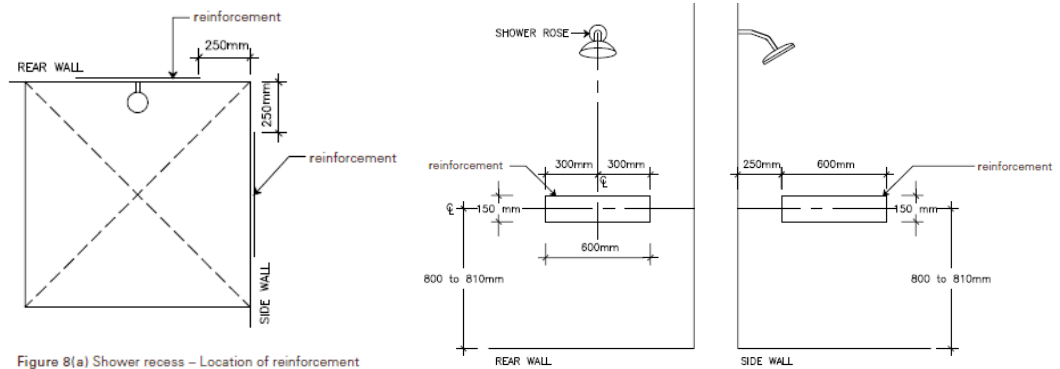 reinforcement
250mm
REAR WALL
250mm
reinforcement
SIDE WALL
Figure 8(a) Shower recess – Location of reinforcement
SHOWER ROSE
reinforcement
300mm
300mm
℄
℄
150 mm
600mm
800 to 810mm
REAR WALL
250mm
600mm
reinforcement
150 mm
800 to 810mm
SIDE WALL